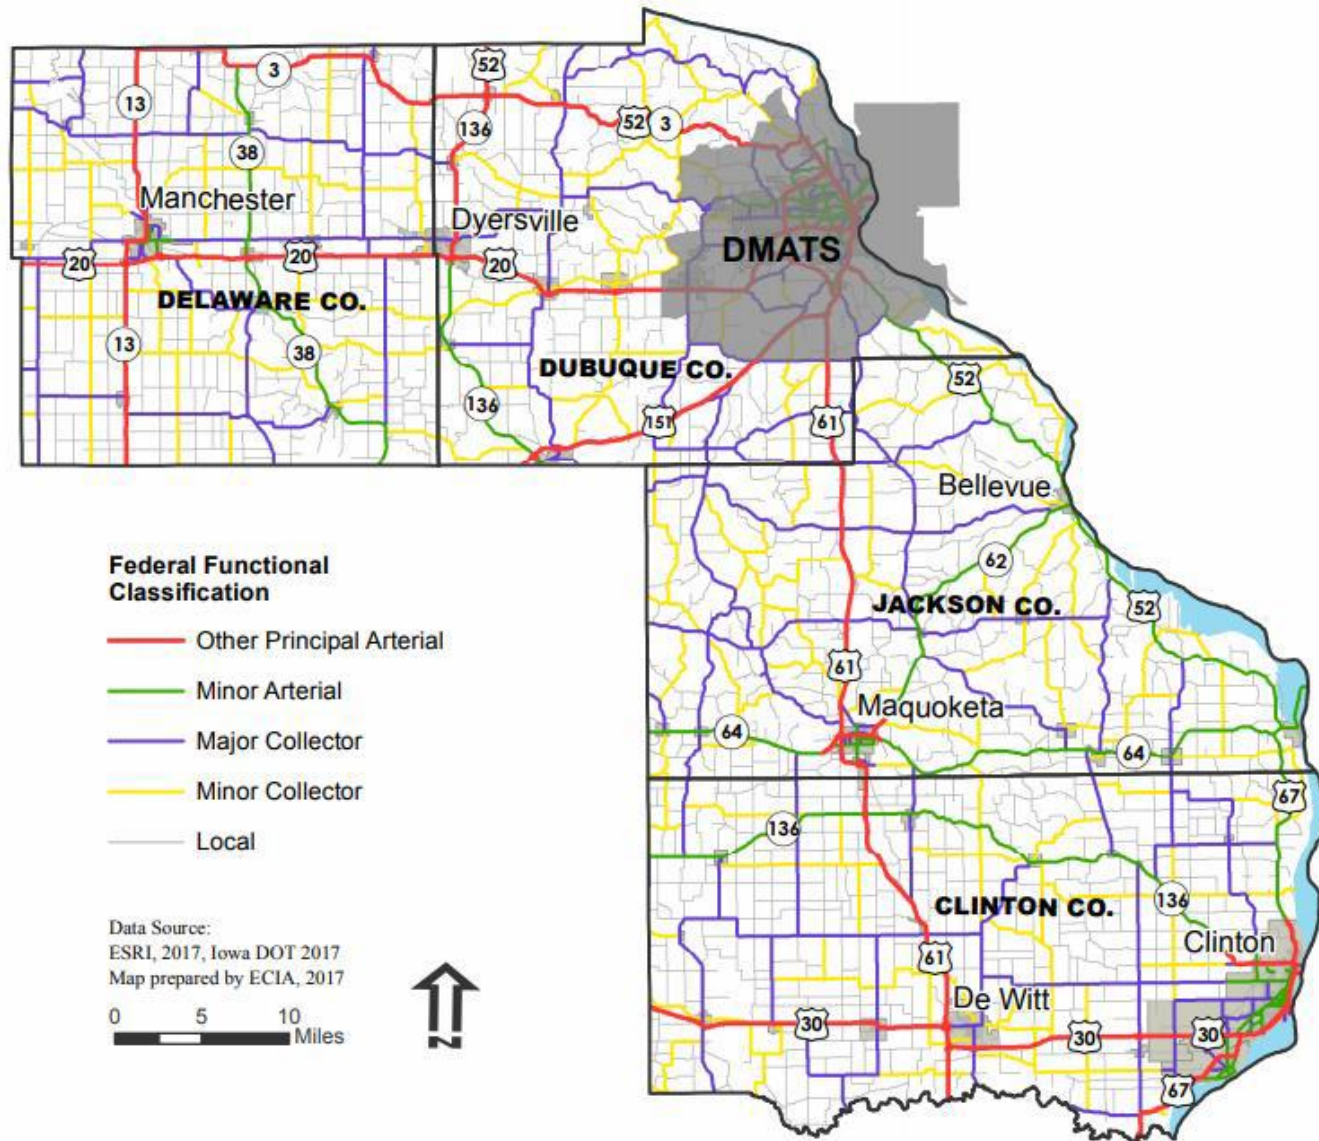 52
3
13
136
52 3
38
Manchester
Dyersville
DMATS
20
20
20
DELAWARE CO.
13
38
DUBUQUE CO.
52
136
151
61
Bellevue
62
JACKSON CO.
52
61
Maquoketa
64
64
67
136
136
CLINTON CO.
Clinton
61
De Witt
30
30
30
67
Federal Functional
Classification
Other Principal Arterial
Minor Arterial
Major Collector
Minor Collector
Local
Data Source:
ESRI, 2017, Iowa DOT 2017
Map prepared by ECIA, 2017
0 5 10
Miles
N